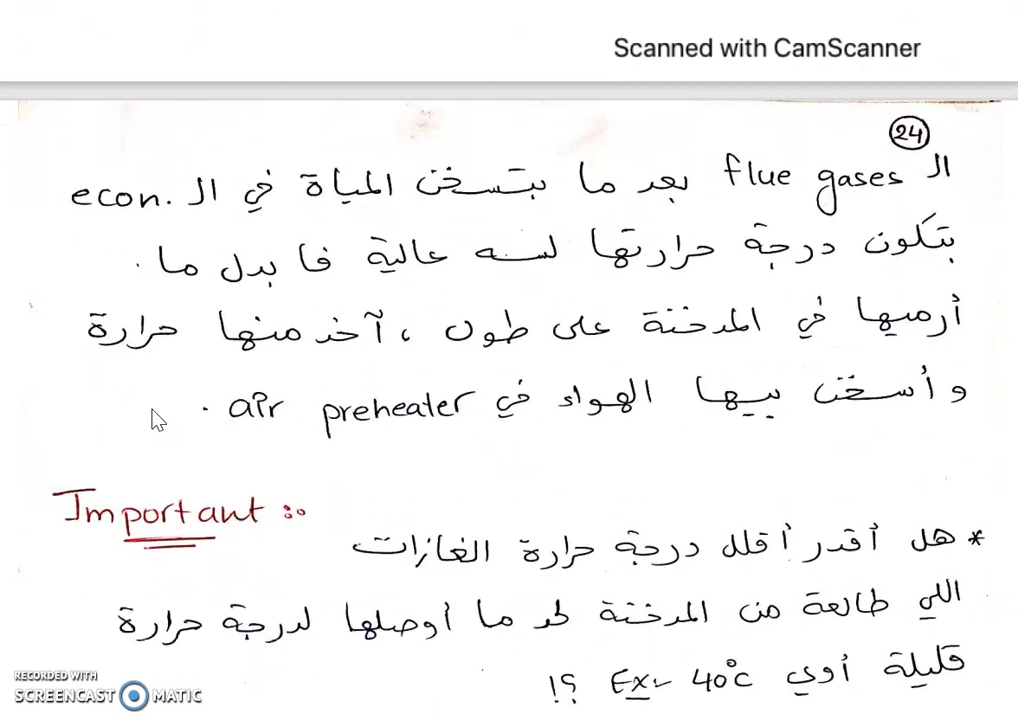 Scanned with CamScanner
24
الـ flue gases بعد ما بتسخن المياة في الـ econ.
بتكون درجة حرارتها لسه عالية فا بدل ما
أرميها في المدخنة على طول ، آخد منها حرارة
و أسخن بيها الهواء في air preheater .
Important :
* هل أقدر أقلل درجة حرارة الغازات
اللي طالعة من المدخنة لحد ما أوصلها لدرجة حرارة
قليلة أوي Ex- 40°C ؟!
RECORDED WITH
SCREENCAST MATIC